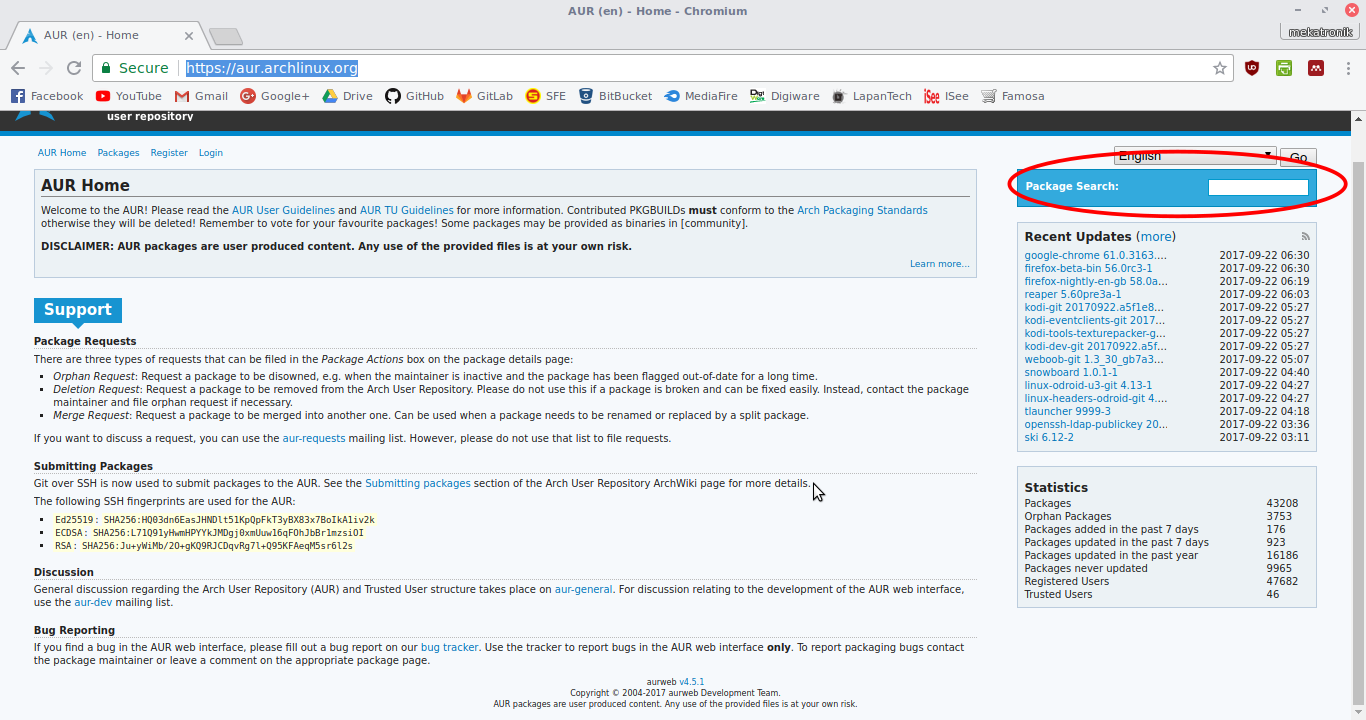 AUR (en) - Home - Chromium
AUR (en) - Home
mekatronik
Secure https://aur.archlinux.org
Facebook YouTube Gmail Google+ Drive GitHub GitLab SFE BitBucket MediaFire Digiware LapanTech ISee Famosa
user repository
AUR Home Packages Register Login
English Go
AUR Home
Welcome to the AUR! Please read the AUR User Guidelines and AUR TU Guidelines for more information. Contributed PKGBUILDs must conform to the Arch Packaging Standards
otherwise they will be deleted! Remember to vote for your favourite packages! Some packages may be provided as binaries in [community].
DISCLAIMER: AUR packages are user produced content. Any use of the provided files is at your own risk.
Learn more...
Support
Package Requests
There are three types of requests that can be filed in the Package Actions box on the package details page:
Orphan Request: Request a package to be disowned, e.g. when the maintainer is inactive and the package has been flagged out-of-date for a long time.
Deletion Request: Request a package to be removed from the Arch User Repository. Please do not use this if a package is broken and can be fixed easily. Instead, contact the package
maintainer and file orphan request if necessary.
Merge Request: Request a package to be merged into another one. Can be used when a package needs to be renamed or replaced by a split package.
If you want to discuss a request, you can use the aur-requests mailing list. However, please do not use that list to file requests.
Submitting Packages
Git over SSH is now used to submit packages to the AUR. See the Submitting packages section of the Arch User Repository ArchWiki page for more details.
The following SSH fingerprints are used for the AUR:
Ed25519: SHA256:HQ03dn6EasJHNDlt51KpQpFkT3yBX83x7BoIkA1iv2k
ECDSA: SHA256:L71Q91yHwmHPYYkJMDgj0xmUuw16qFOhJbBr1mzsiOI
RSA: SHA256:Ju+yWiMb/2O+gKQ9RJCDqvRg7l+Q95KFAeqM5sr6l2s
Discussion
General discussion regarding the Arch User Repository (AUR) and Trusted User structure takes place on aur-general. For discussion relating to the development of the AUR web interface,
use the aur-dev mailing list.
Bug Reporting
If you find a bug in the AUR web interface, please fill out a bug report on our bug tracker. Use the tracker to report bugs in the AUR web interface only. To report packaging bugs contact
the package maintainer or leave a comment on the appropriate package page.
Package Search:
Recent Updates (more)
google-chrome 61.0.3163.... 2017-09-22 06:30
firefox-beta-bin 56.0rc3-1 2017-09-22 06:30
firefox-nightly-en-gb 58.0a... 2017-09-22 06:19
reaper 5.60pre3a-1 2017-09-22 06:03
kodi-git 20170922.a5f1e8... 2017-09-22 05:27
kodi-eventclients-git 2017... 2017-09-22 05:27
kodi-tools-texturepacker-g... 2017-09-22 05:27
kodi-dev-git 20170922.a5f... 2017-09-22 05:27
weboob-git 1.3_30_gb7a3... 2017-09-22 05:07
snowboard 1.0.1-1 2017-09-22 04:40
linux-odroid-u3-git 4.13-1 2017-09-22 04:27
linux-headers-odroid-git 4.... 2017-09-22 04:27
tlauncher 9999-3 2017-09-22 04:18
openssh-ldap-publickey 20... 2017-09-22 03:36
ski 6.12-2 2017-09-22 03:11
Statistics
Packages 43208
Orphan Packages 3753
Packages added in the past 7 days 176
Packages updated in the past 7 days 923
Packages updated in the past year 16186
Packages never updated 9965
Registered Users 47682
Trusted Users 46
aurweb v4.5.1
Copyright © 2004-2017 aurweb Development Team.
AUR packages are user produced content. Any use of the provided files is at your own risk.